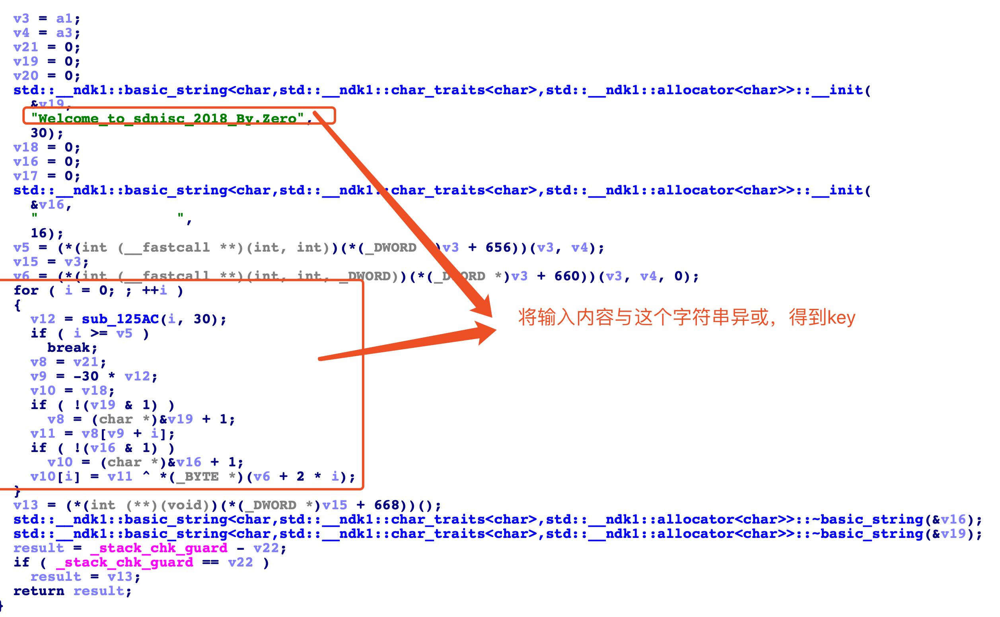 v3 = a1;
v4 = a3;
v21 = 0;
v19 = 0;
v20 = 0;
std::__ndk1::basic_string<char,std::__ndk1::char_traits<char>,std::__ndk1::allocator<char>>::__init(
&v19,
"Welcome_to_sdnisc_2018_By.Zero",
30);
v18 = 0;
v16 = 0;
v17 = 0;
std::__ndk1::basic_string<char,std::__ndk1::char_traits<char>,std::__ndk1::allocator<char>>::__init(
&v16,
"                ",
16);
v5 = (*(int (__fastcall **)(int, int))(*(_DWORD *)v3 + 656))(v3, v4);
v15 = v3;
v6 = (*(int (__fastcall **)(int, int, _DWORD))(*(_DWORD *)v3 + 660))(v3, v4, 0);
for ( i = 0; ; ++i )
{
v12 = sub_125AC(i, 30);
将输入内容与这个字符串异或，得到key
if ( i >= v5 )
break;
v8 = v21;
v9 = -30 * v12;
v10 = v18;
if ( !(v19 & 1) )
v8 = (char *)&v19 + 1;
v11 = v8[v9 + i];
if ( !(v16 & 1) )
v10 = (char *)&v16 + 1;
v10[i] = v11 ^ *(_BYTE *)(v6 + 2 * i);
}
v13 = (*(int (**)(void))(*(_DWORD *)v15 + 668))();
std::__ndk1::basic_string<char,std::__ndk1::char_traits<char>,std::__ndk1::allocator<char>>::~basic_string(&v16);
std::__ndk1::basic_string<char,std::__ndk1::char_traits<char>,std::__ndk1::allocator<char>>::~basic_string(&v19);
result = _stack_chk_guard - v22;
if ( _stack_chk_guard == v22 )
result = v13;
return result;
}